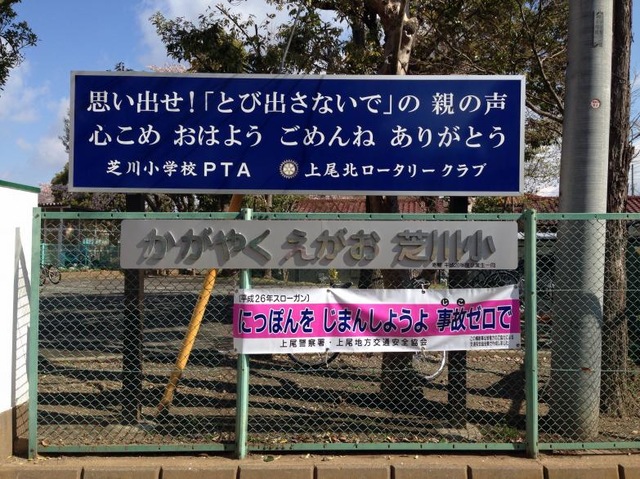 思い出せ!「とび出さないで」の 親の声
心こめ おはよう ごめんね ありがとう
芝川小学校PTA 上尾北ロータリークラブ
かがやく えがお 芝川小
(平成26年スローガン)
にっぽんを じまんしようよ 事故ゼロで
じこ
上尾警察署・上尾地方交通安全協会